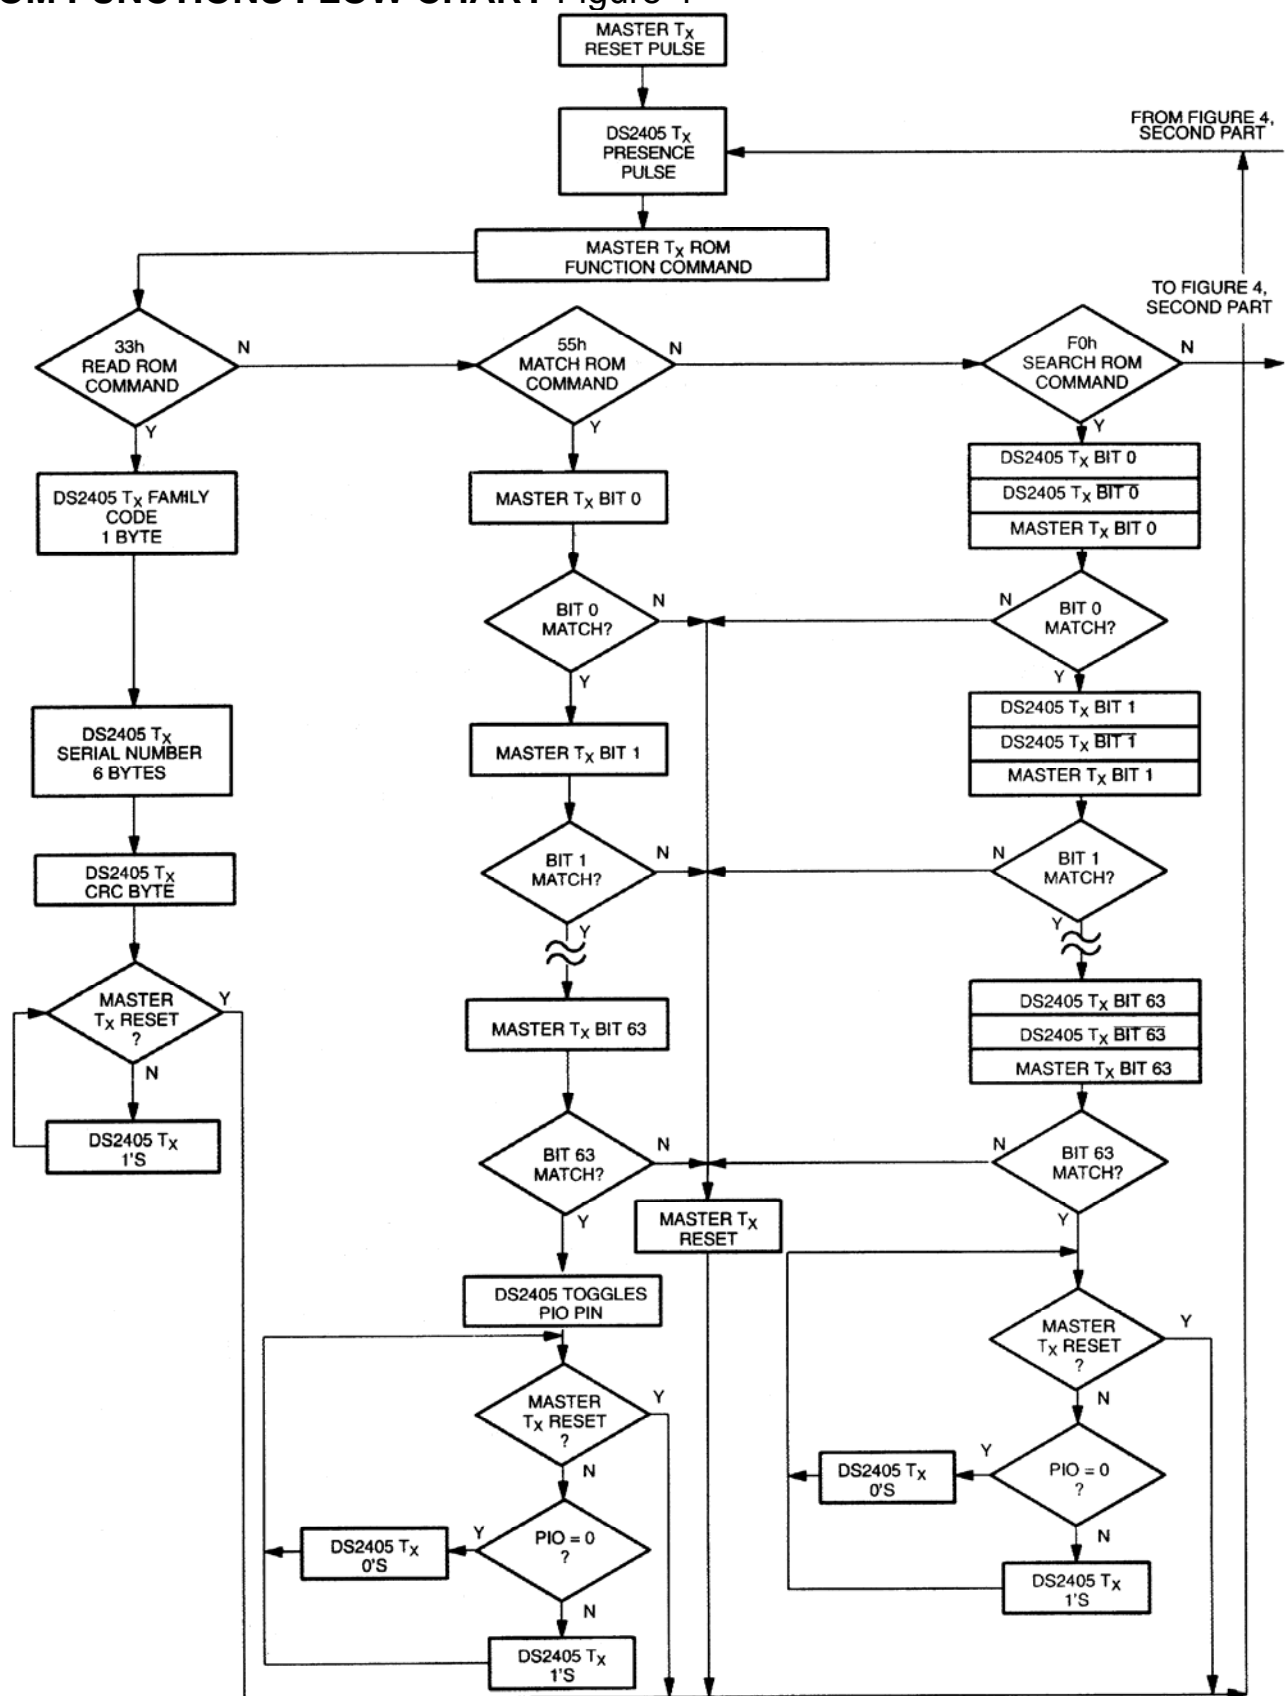 OM FUNCTIONS FLOW CHART Figure 4
MASTER TX
RESET PULSE
DS2405 TX
PRESENCE
PULSE
FROM FIGURE 4,
SECOND PART
MASTER TX ROM
FUNCTION COMMAND
TO FIGURE 4,
SECOND PART
33h
READ ROM
COMMAND
N
Y
55h
MATCH ROM
COMMAND
N
Y
F0h
SEARCH ROM
COMMAND
N
Y
DS2405 TX FAMILY
CODE
1 BYTE
DS2405 TX
SERIAL NUMBER
6 BYTES
DS2405 TX
CRC BYTE
MASTER
TX RESET
?
Y
N
DS2405 TX
1'S
MASTER TX BIT 0
BIT 0
MATCH?
N
Y
MASTER TX BIT 1
BIT 1
MATCH?
N
Y
MASTER TX BIT 63
BIT 63
MATCH?
N
Y
DS2405 TOGGLES
PIO PIN
MASTER
TX RESET
?
Y
N
PIO = 0
?
Y
N
DS2405 TX
0'S
DS2405 TX
1'S
MASTER TX
RESET
DS2405 TX BIT 0
DS2405 TX BIT 0
MASTER TX BIT 0
BIT 0
MATCH?
N
Y
DS2405 TX BIT 1
DS2405 TX BIT 1
MASTER TX BIT 1
BIT 1
MATCH?
N
Y
DS2405 TX BIT 63
DS2405 TX BIT 63
MASTER TX BIT 63
BIT 63
MATCH?
N
Y
MASTER
TX RESET
?
Y
N
PIO = 0
?
Y
N
DS2405 TX
0'S
DS2405 TX
1'S